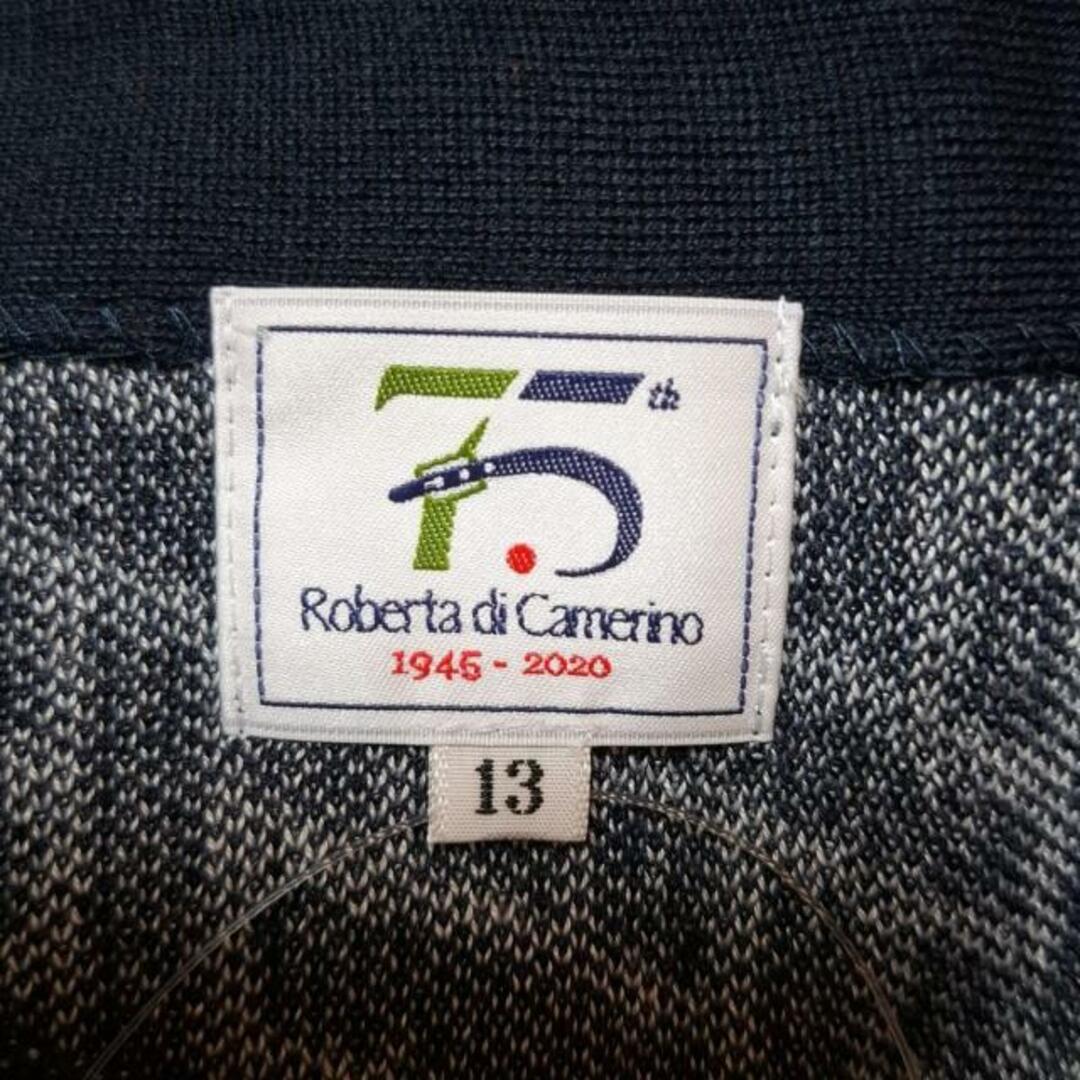 75th
Roberta di Camerino
1945 - 2020
13